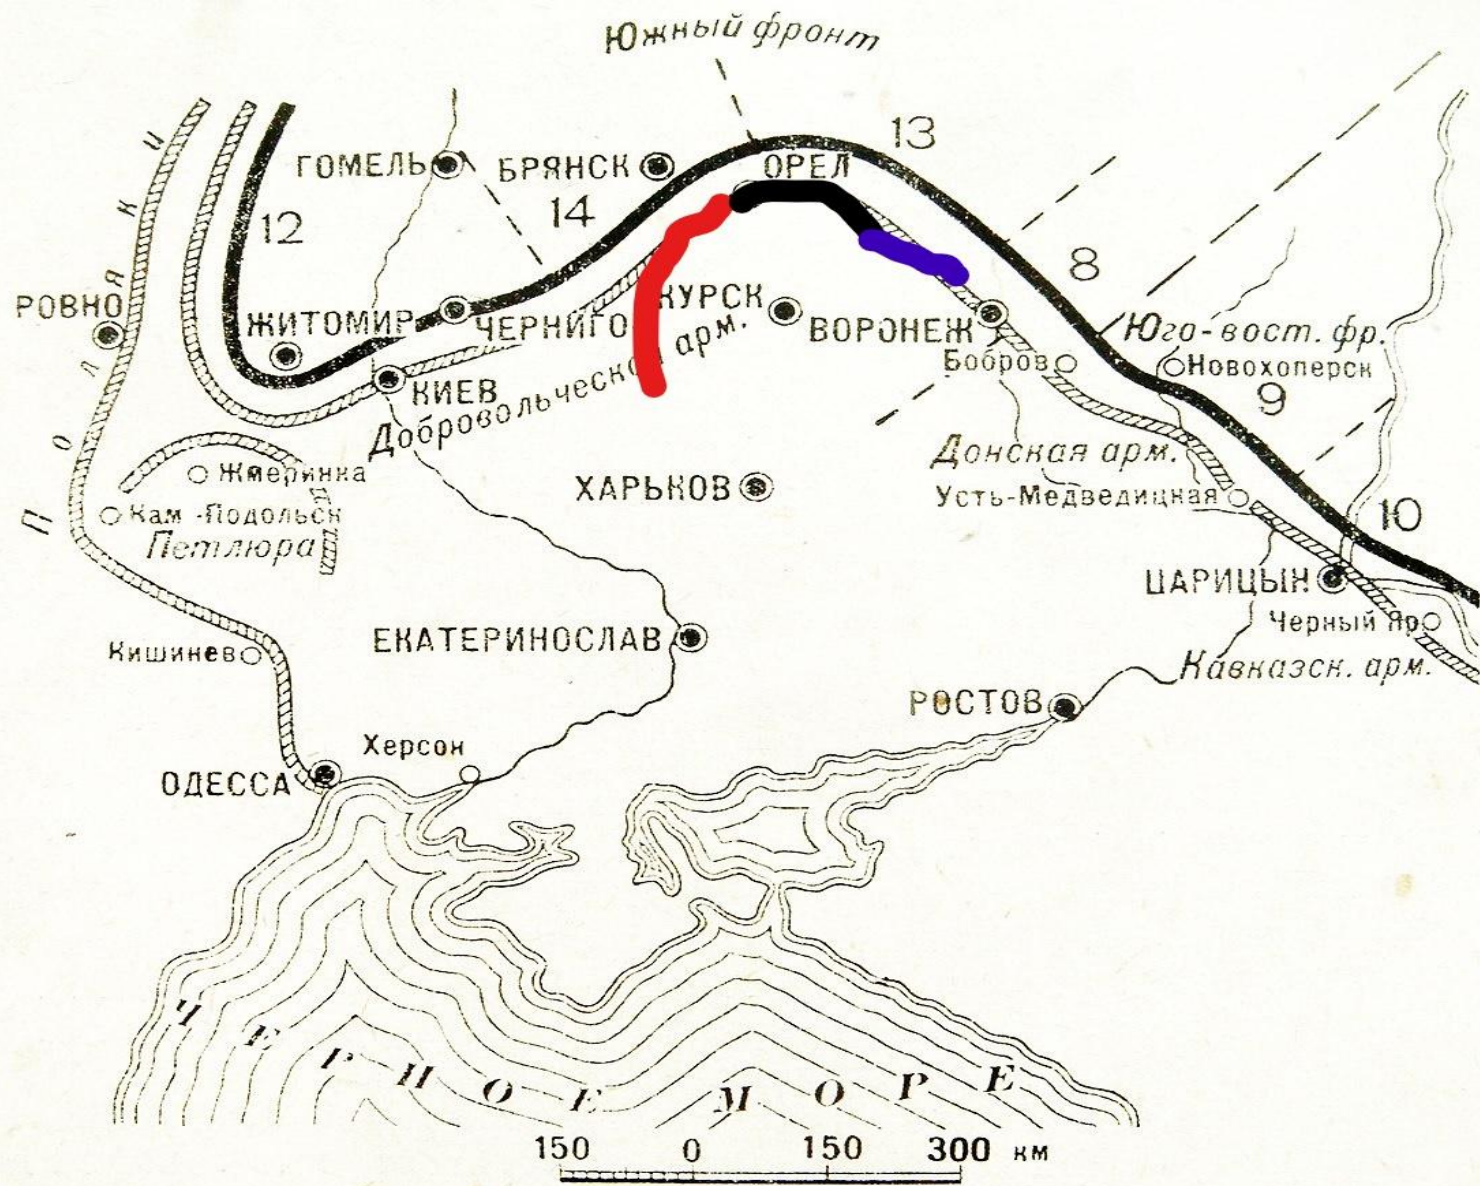 Южный фронт
13
ГОМЕЛЬ
БРЯНСК
ОРЕЛ
14
12
8
РОВНО
ЖИТОМИР
ЧЕРНИГО
КУРСК
ВОРОНЕЖ
Юго-вост. фр.
Бобров
Новохоперск
9
КИЕВ
Добровольческо арм.
Донская арм.
ПОЛЯКИ
Жмеринка
ХАРЬКОВ
Усть-Медведицкая
Кам-Подольск
10
Петлюра
ЦАРИЦЫН
Черный Яр
ЕКАТЕРИНОСЛАВ
Кишинев
Кавказск. арм.
РОСТОВ
Херсон
ОДЕССА
ЧЕРНОЕ МОРЕ
150 0 150 300 км